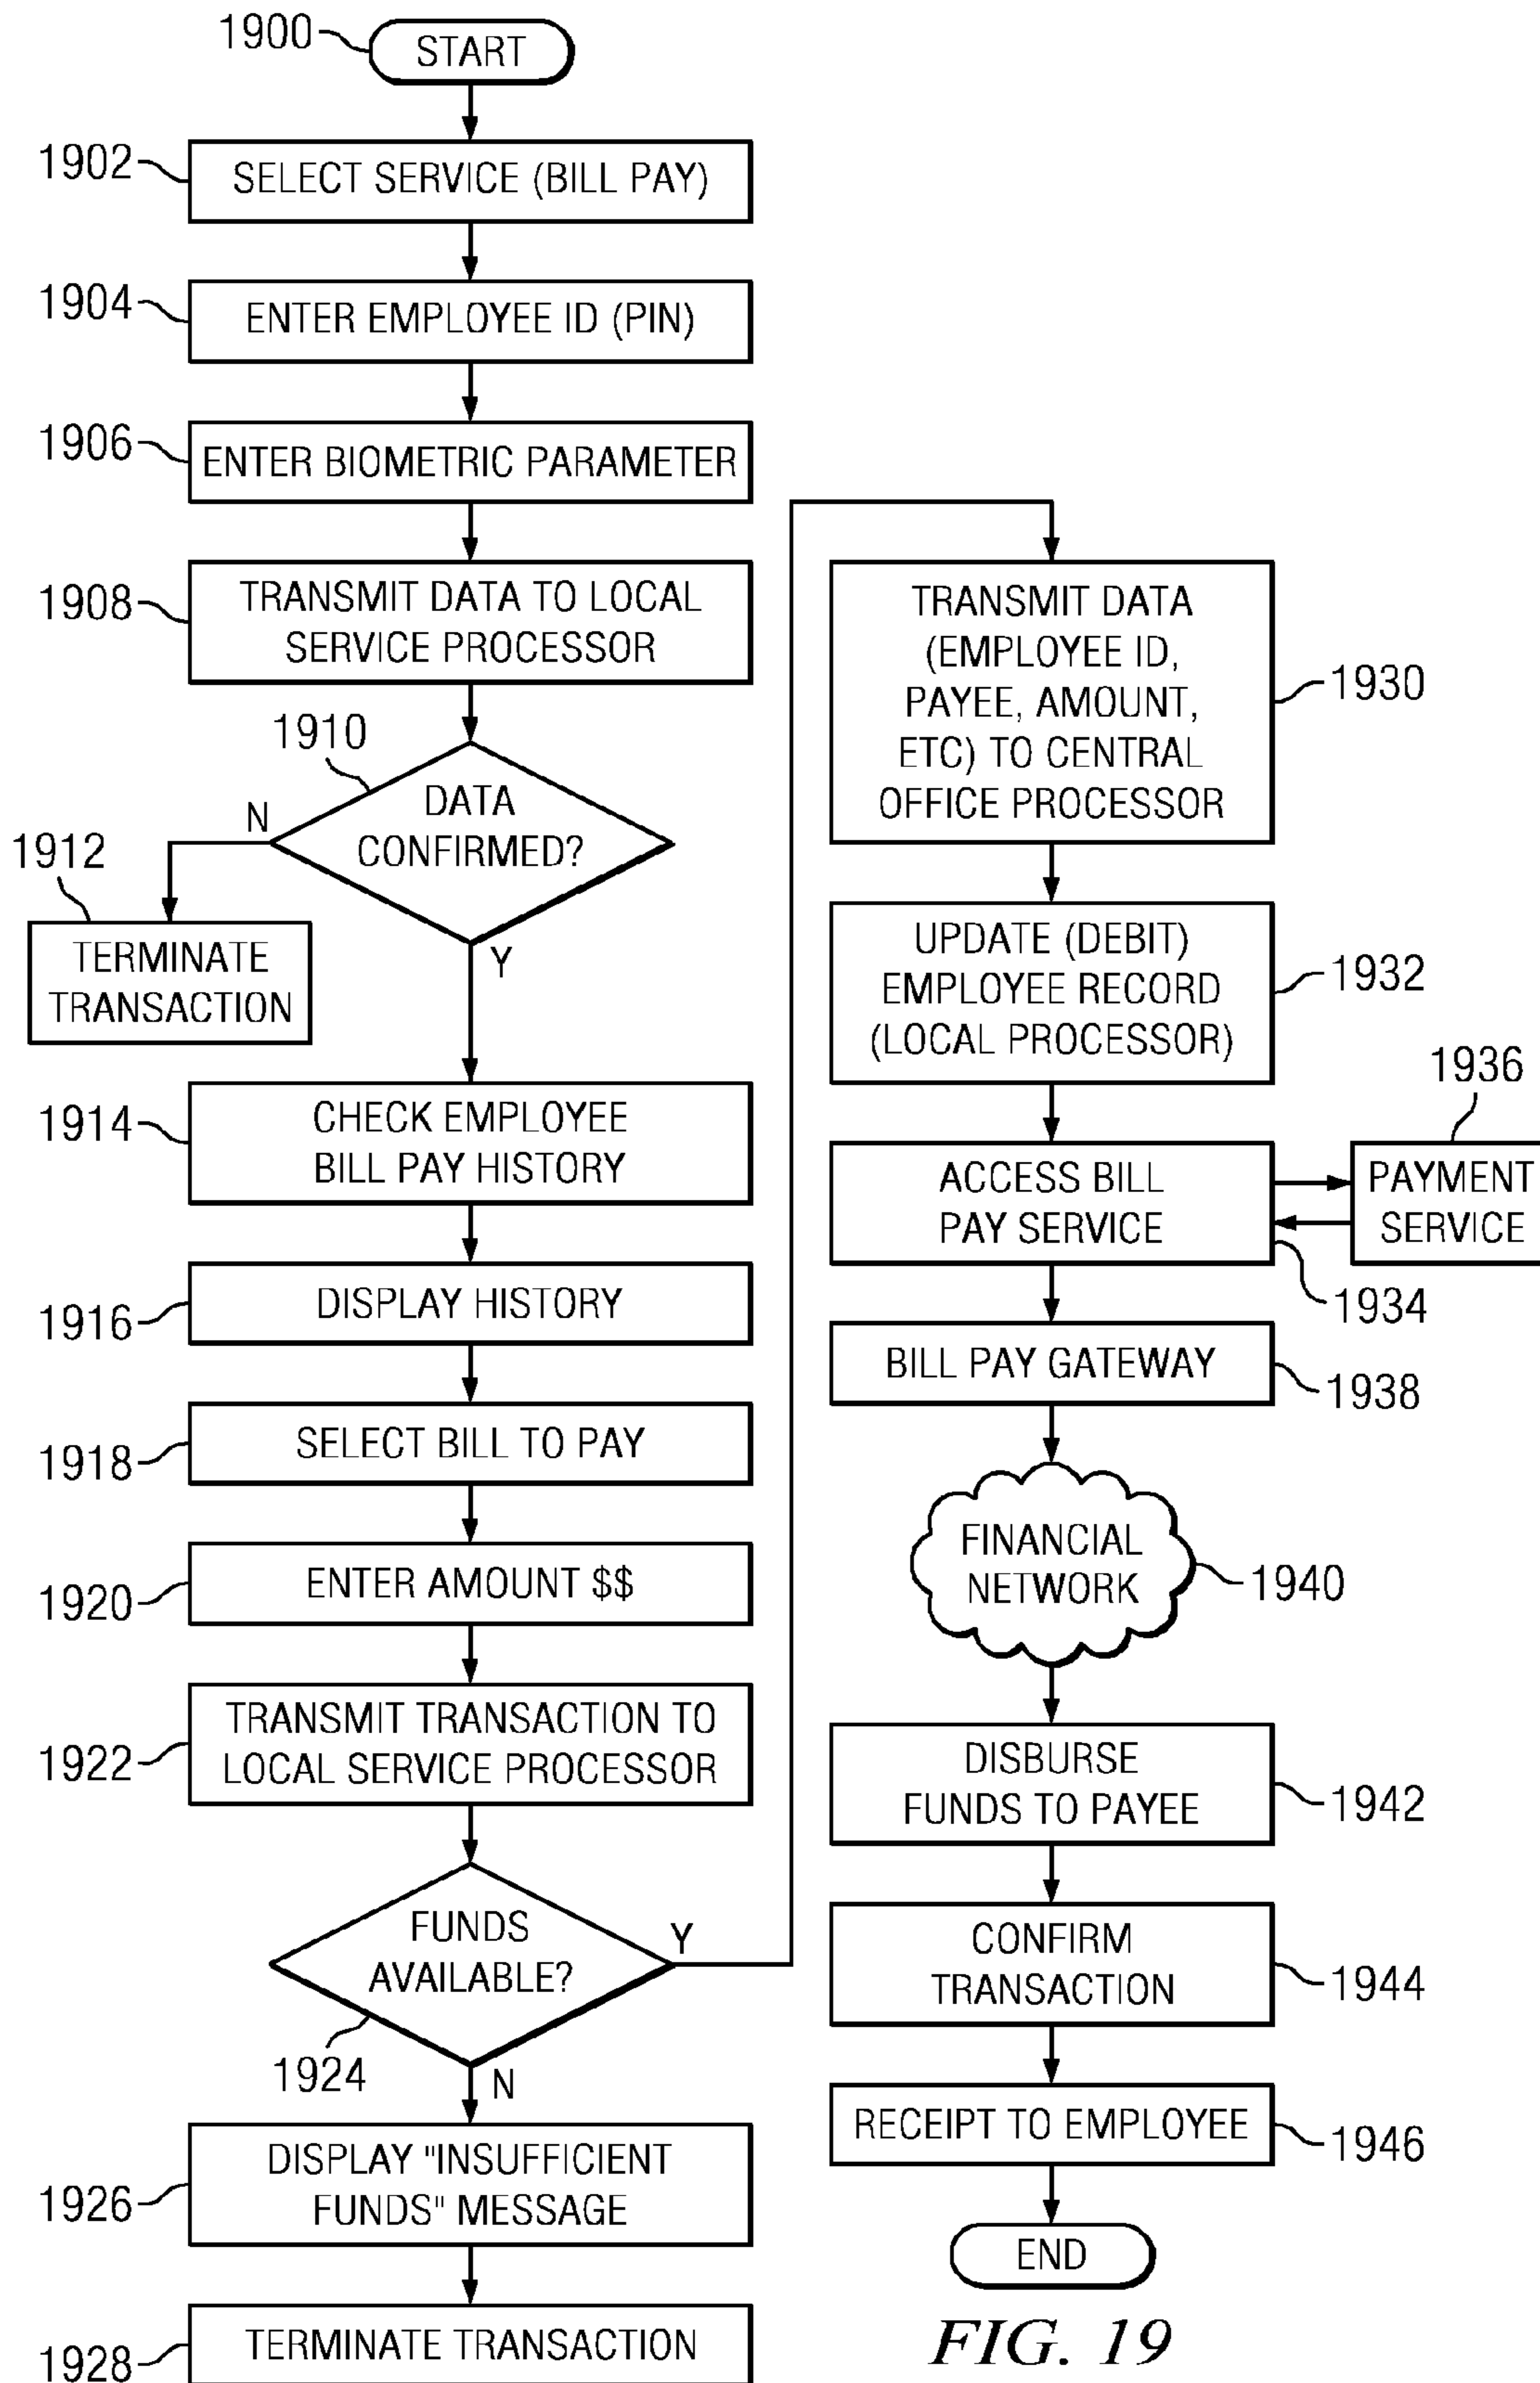 1900
START
1902
SELECT SERVICE (BILL PAY)
1904
ENTER EMPLOYEE ID (PIN)
1906
ENTER BIOMETRIC PARAMETER
1908
TRANSMIT DATA TO LOCAL
SERVICE PROCESSOR
1910
DATA
CONFIRMED?
N
Y
1912
TERMINATE
TRANSACTION
1914
CHECK EMPLOYEE
BILL PAY HISTORY
1916
DISPLAY HISTORY
1918
SELECT BILL TO PAY
1920
ENTER AMOUNT $$
1922
TRANSMIT TRANSACTION TO
LOCAL SERVICE PROCESSOR
FUNDS
AVAILABLE?
Y
1924
N
1926
DISPLAY "INSUFFICIENT
FUNDS" MESSAGE
1928
TERMINATE TRANSACTION
TRANSMIT DATA
(EMPLOYEE ID,
PAYEE, AMOUNT,
ETC) TO CENTRAL
OFFICE PROCESSOR
1930
UPDATE (DEBIT)
EMPLOYEE RECORD
(LOCAL PROCESSOR)
1932
1936
ACCESS BILL
PAY SERVICE
PAYMENT
SERVICE
1934
BILL PAY GATEWAY
1938
FINANCIAL
NETWORK
1940
DISBURSE
FUNDS TO PAYEE
1942
CONFIRM
TRANSACTION
1944
RECEIPT TO EMPLOYEE
1946
END
FIG. 19